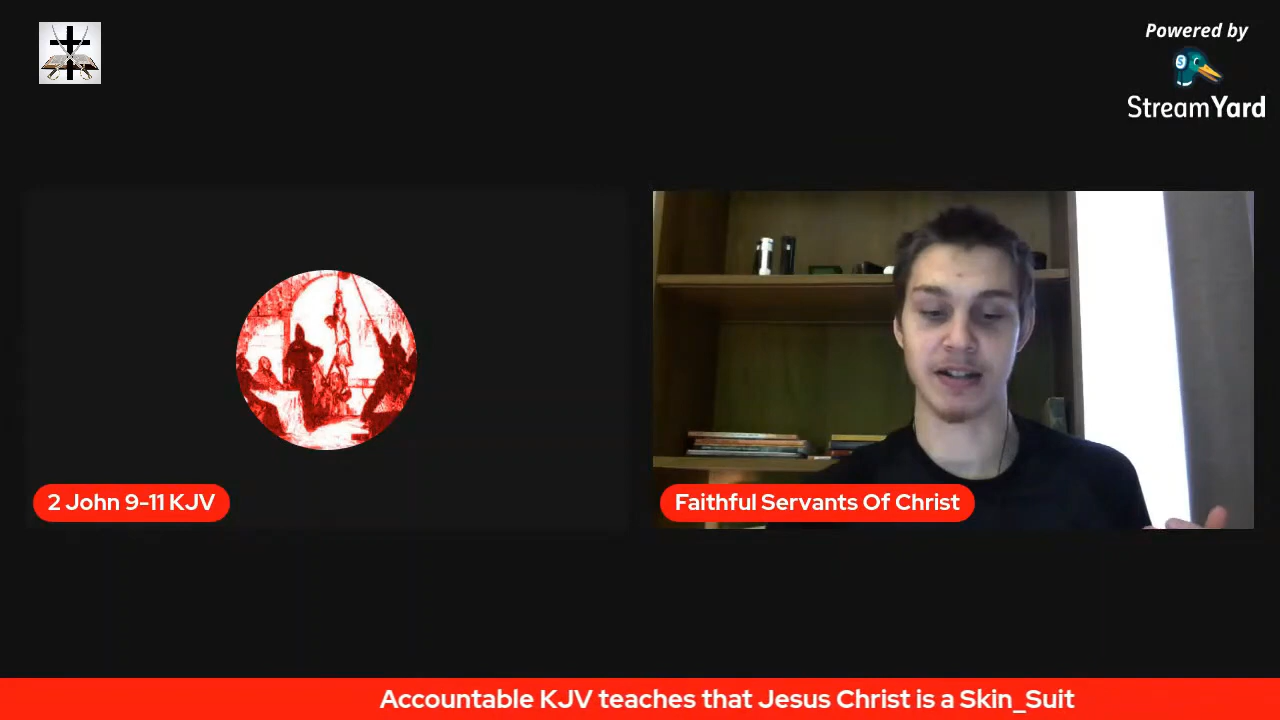 Powered by
StreamYard
2 John 9-11 KJV
Faithful Servants Of Christ
Accountable KJV teaches that Jesus Christ is a Skin_Suit